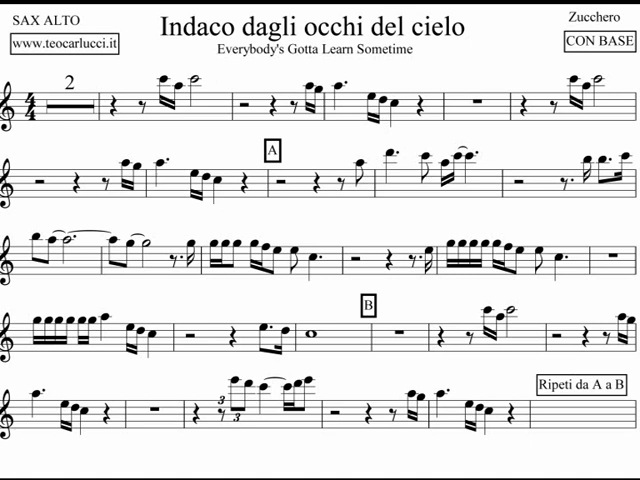 SAX ALTO
Indaco dagli occhi del cielo
Zucchero
www.teocarlucci.it
Everybody's Gotta Learn Sometime
CON BASE
2
A
B
Ripeti da A a B
3 3